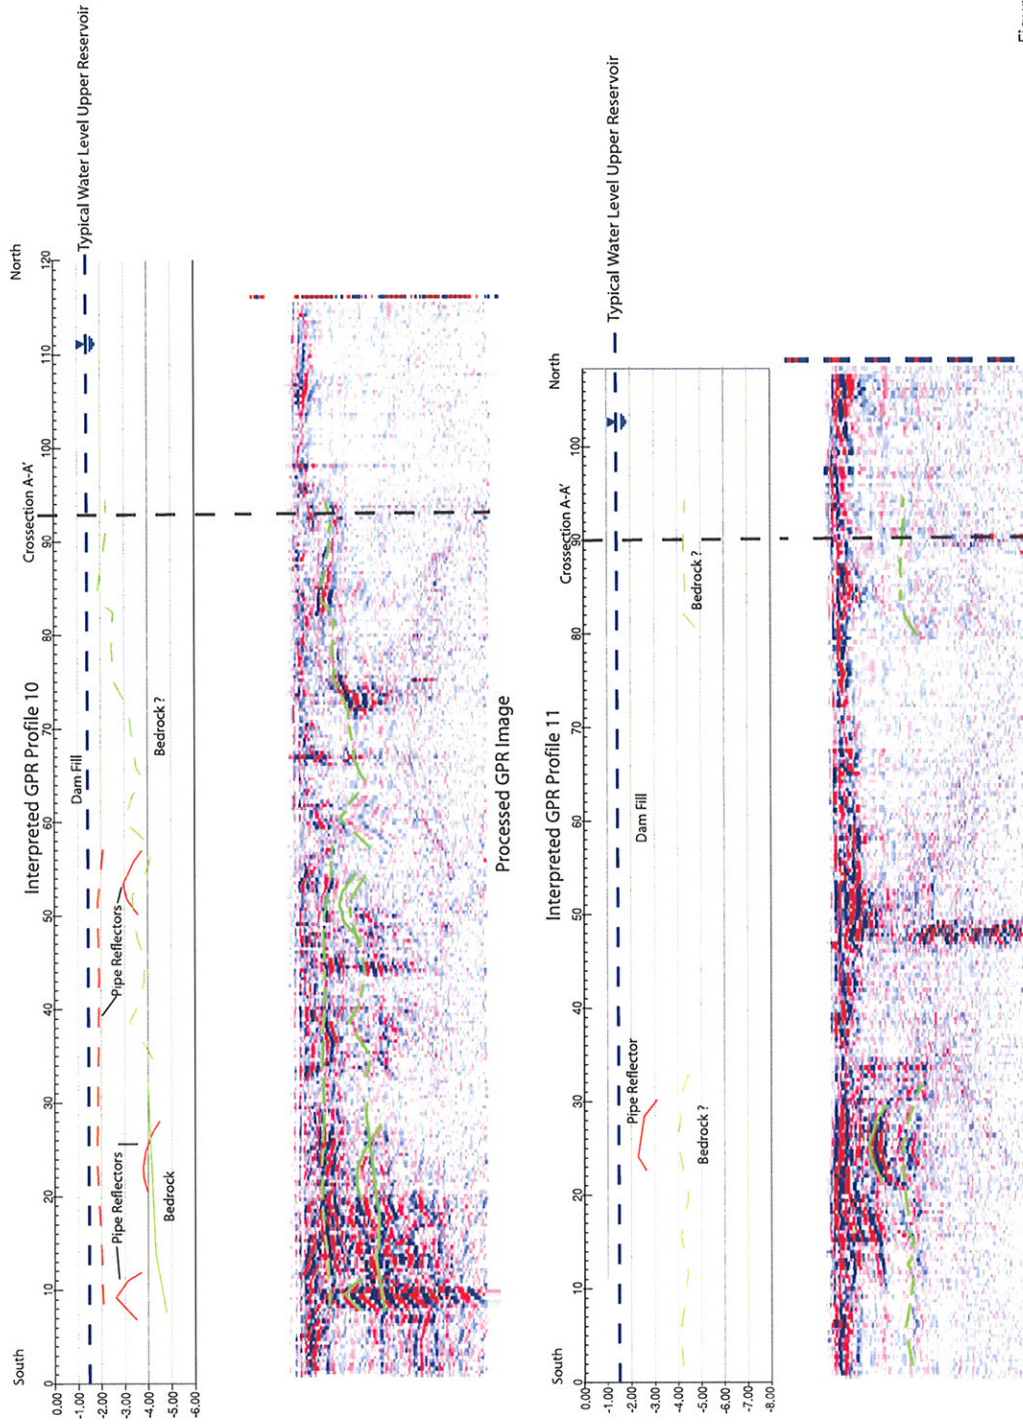 Interpreted GPR Profile 10
South
Crossection A-A'
North
0 10 20 30 40 50 60 70 80 90 100 110 120
0.00
-1.00
-2.00
-3.00
-4.00
-5.00
-6.00
Dam Fill
Typical Water Level Upper Reservoir
Pipe Reflectors
Pipe Reflectors
Bedrock
Bedrock ?
Processed GPR Image
Interpreted GPR Profile 11
South
Crossection A-A'
North
0 10 20 30 40 50 60 70 80 90 100
0.00
-1.00
-2.00
-3.00
-4.00
-5.00
-6.00
-7.00
-8.00
Typical Water Level Upper Reservoir
Pipe Reflector
Dam Fill
Bedrock ?
Bedrock ?